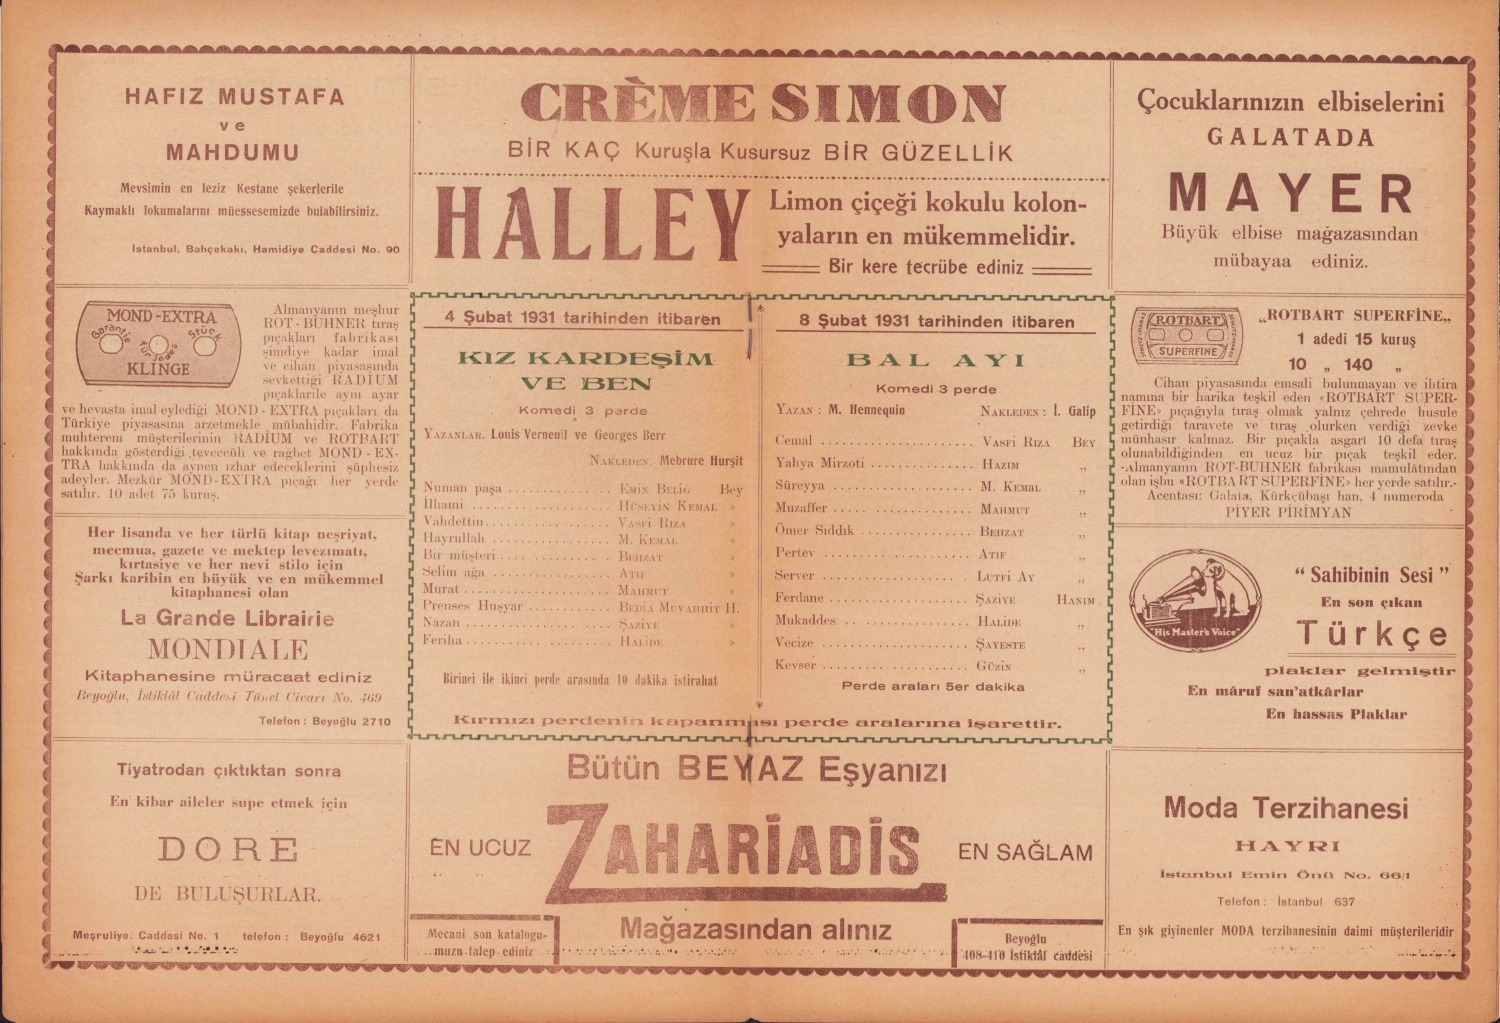 HAFIZ MUSTAFA
ve
MAHDUMU
Mevsimin en leziz Kestane şekerlerile
Kaymaklı lokumalarını müessesemizde bulabilirsiniz.
Istanbul, Bahçekakı, Hamidiye Caddesi No. 90
CRÈME SIMON
BİR KAÇ Kuruşla Kusursuz BİR GÜZELLİK
HALLEY
Limon çiçeği kokulu kolon-
yaların en mükemmelidir.
Bir kere tecrübe ediniz
Çocuklarınızın elbiselerini
GALATADA
MAYER
Büyük elbise mağazasından
mübayaa ediniz.
MOND-EXTRA
Garantie für Jedes Stück
KLINGE
Almanyanın meşhur
ROT-BUHNER tıraş
pıçakları fabrikası
şimdiye kadar imal
ve cihan piyasasında
sevkettiği RADIUM
pıçaklarile aynı ayar
ve hevasta imal eylediği MOND-EXTRA pıçakları da
Türkiye piyasasına arzetmekle mübahidir. Fabrika
muhterem müşterilerinin RADİUM ve ROTBART
hakkında gösterdiği teveccüh ve rağbet MOND-EX-
TRA hakkında da aynen ızhar edeceklerini şüphesiz
adeyler. Mezkûr MOND-EXTRA pıçağı her yerde
satılır. 10 adet 75 kuruş.
Her lisanda ve her türlü kitap neşriyat,
mecmua, gazete ve mektep levezımatı,
kırtasiye ve her nevi stilo için
Şarkı karibin en büyük ve en mükemmel
kitaphanesi olan
La Grande Librairie
MONDIALE
Kitaphanesine müracaat ediniz
Beyoğlu, İstiklâl Caddesi Tünel Civarı No. 469
Telefon: Beyoğlu 2710
Tiyatrodan çıktıktan sonra
En kibar aileler supe etmek için
DORE
DE BULUŞURLAR.
Meşruliye. Caddesi No. 1 telefon: Beyoğlu 4621
4 Şubat 1931 tarihinden itibaren
KIZ KARDEŞİM
VE BEN
Komedi 3 perde
YAZANLAR. Louis Verneuil ve Georges Berr
NAKLEDEN: Mebrure Hurşit
Numan paşa EMİN BELİĞ Bey
İlhami HÜSEYİN KEMAL »
Vahdettin VASFI RIZA »
Hayrullah M. KEMAL »
Bir müşteri BEHZAT »
Selim ağa ATIF »
Murat MAHMUT »
Prenses Huşyar BEDİA MUVAHHİT H.
Nazan ŞAZİYE »
Feriha HALİDE »
Birinci ile ikinci perde arasında 10 dakika istirahat
8 Şubat 1931 tarihinden itibaren
BAL AYI
Komedi 3 perde
YAZAN: M. Hennequin NAKLEDEN: İ. Galip
Cemal VASFI RIZA BEY
Yahya Mirzoti HAZIM „
Süreyya M. KEMAL „
Muzaffer MAHMUT „
Ömer Sıddık BEHZAT „
Pertev ATIF „
Server LUTFİ AY „
Ferdane ŞAZİYE HANIM
Mukaddes HALİDE „
Vecize ŞAYESTE „
Kevser GÜZİN „
Perde araları 5er dakika
Kırmızı perdenin kapanması perde aralarına işarettir.
ROTBART
SUPERFINE
„ROTBART SUPERFİNE„
1 adedi 15 kuruş
10 „ 140 „
Cihan piyasasında emsali bulunmayan ve ihtira
namına bir harika teşkil eden «ROTBART SUPER-
FİNE» pıçağıyla tıraş olmak yalnız çehrede husule
getirdiği taravete ve tıraş olurken verdiği zevke
münhasır kalmaz. Bir pıçakla asgari 10 defa tıraş
olunabildiğinden en ucuz bir pıçak teşkil eder.
-Almanyanın ROT-BUHNER fabrikası mamulâtından
olan işbu «ROTBART SUPERFİNE» her yerde satılır.-
Acentası: Galata, Kürkçübaşı han, 4 numeroda
PİYER PİRİMYAN
"His Master's Voice"
"Sahibinin Sesi"
En son çıkan
Türkçe
plaklar gelmiştir
En mâruf san'atkârlar
En hassas Plaklar
Bütün BEYAZ Eşyanızı
EN UCUZ
ZAHARİADİS
EN SAĞLAM
Mağazasından alınız
Mecani son katalogu-
muzu talep ediniz
Beyoğlu
408-410 İstiklâl caddesi
Moda Terzihanesi
HAYRI
İstanbul Emin Önü No. 66/1
Telefon: İstanbul 637
En şık giyinenler MODA terzihanesinin daimi müşterileridir